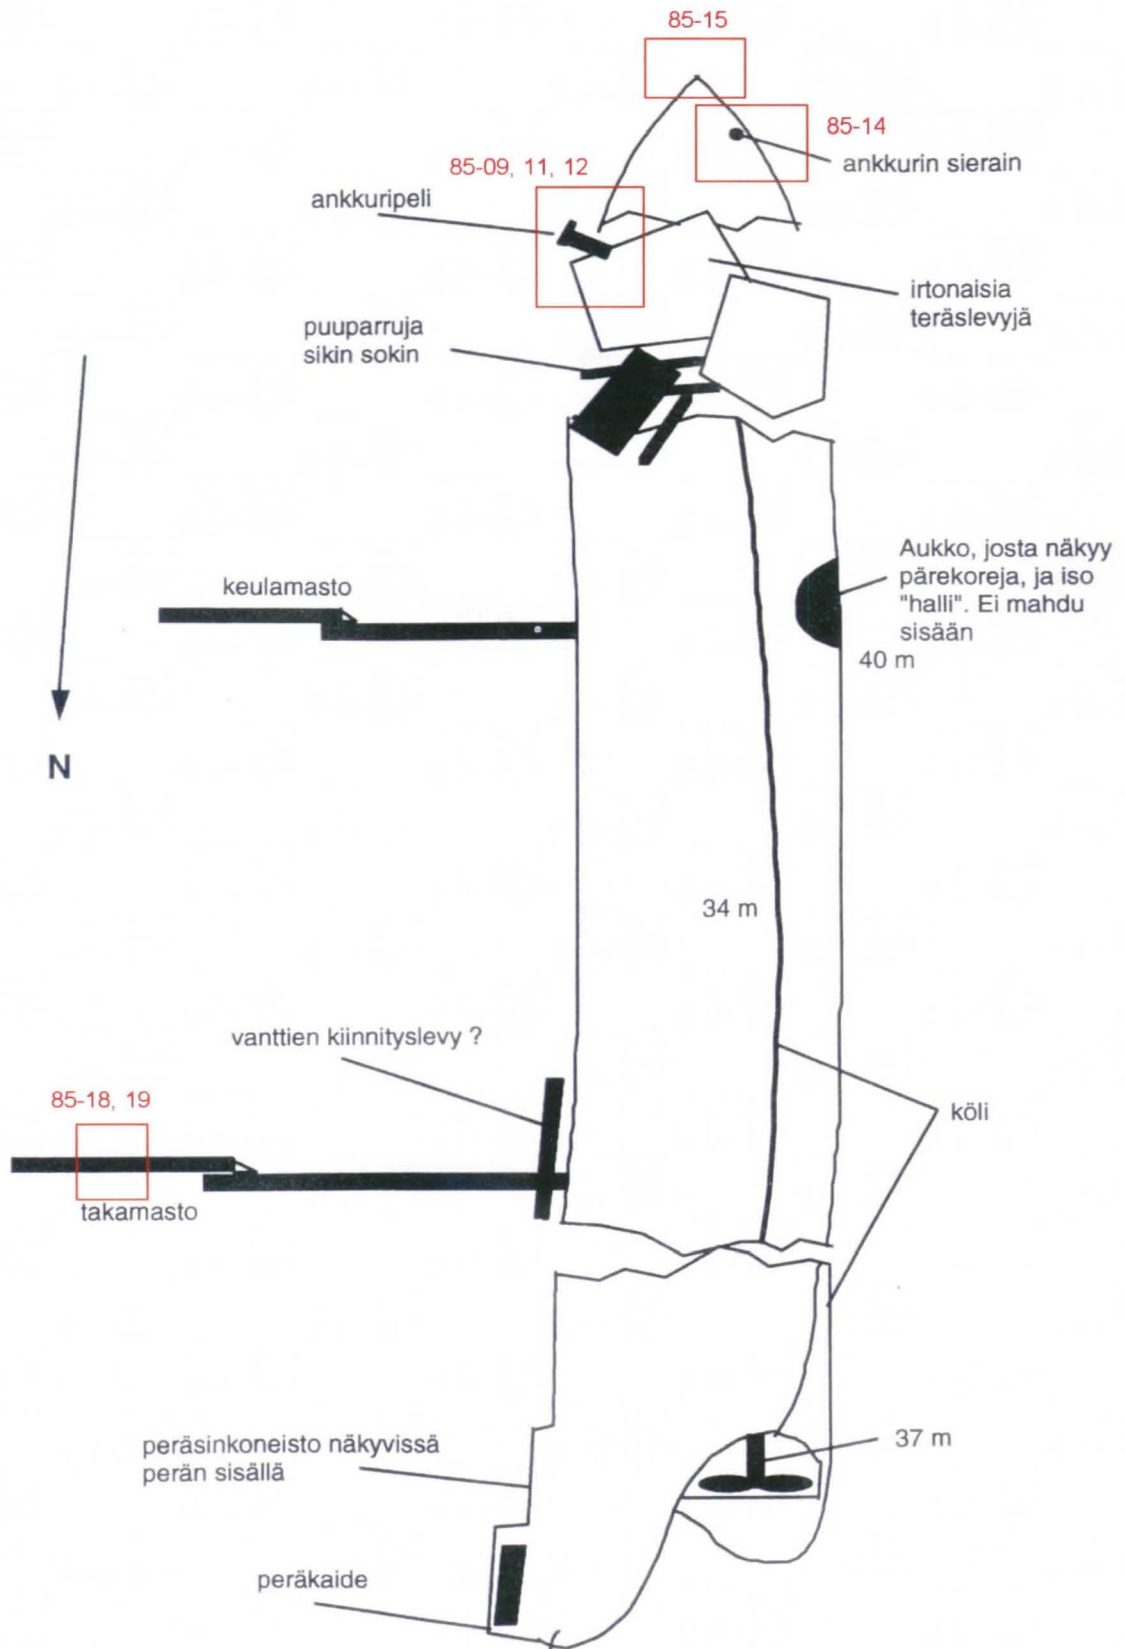 85-15
85-14
ankkurin sierain
85-09, 11, 12
ankkuripeli
irtonaisia
teräslevyjä
puuparruja
sikin sokin
keulamasto
Aukko, josta näkyy
pärekoreja, ja iso
"halli". Ei mahdu
sisään
40 m
N
34 m
vanttien kiinnityslevy ?
85-18, 19
köli
takamasto
peräsinkoneisto näkyvissä
perän sisällä
37 m
peräkaide